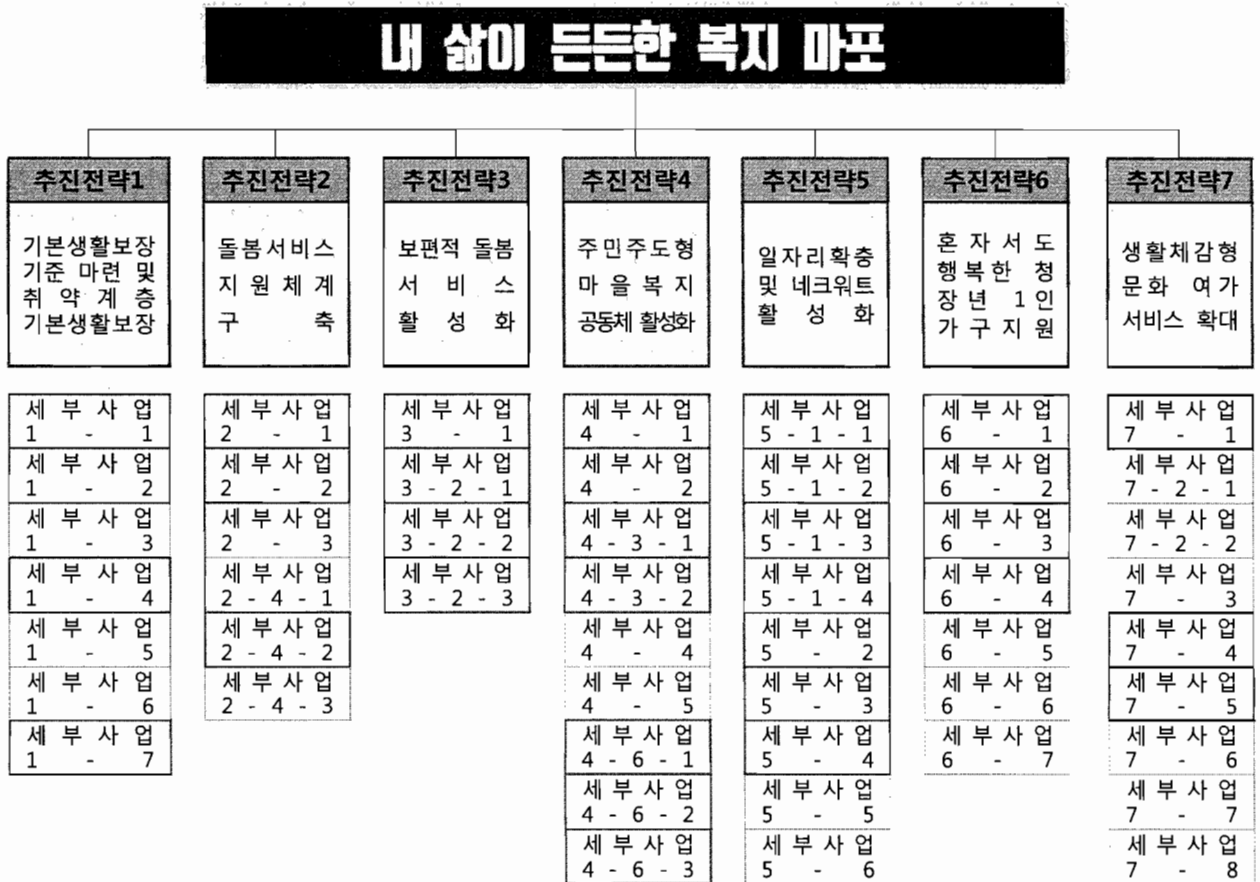 내 삶이 든든한 복지 마포
추진전략1
기본생활보장
기준 마련 및
취약계층
기본생활보장
세부사업
1 - 1
세부사업
1 - 2
세부사업
1 - 3
세부사업
1 - 4
세부사업
1 - 5
세부사업
1 - 6
세부사업
1 - 7
추진전략2
돌봄서비스
지원체계
구축
세부사업
2 - 1
세부사업
2 - 2
세부사업
2 - 3
세부사업
2 - 4 - 1
세부사업
2 - 4 - 2
세부사업
2 - 4 - 3
추진전략3
보편적 돌봄
서비스
활성화
세부사업
3 - 1
세부사업
3 - 2 - 1
세부사업
3 - 2 - 2
세부사업
3 - 2 - 3
추진전략4
주민주도형
마을복지
공동체 활성화
세부사업
4 - 1
세부사업
4 - 2
세부사업
4 - 3 - 1
세부사업
4 - 3 - 2
세부사업
4 - 4
세부사업
4 - 5
세부사업
4 - 6 - 1
세부사업
4 - 6 - 2
세부사업
4 - 6 - 3
추진전략5
일자리확충
및 네크워트
활성화
세부사업
5 - 1 - 1
세부사업
5 - 1 - 2
세부사업
5 - 1 - 3
세부사업
5 - 1 - 4
세부사업
5 - 2
세부사업
5 - 3
세부사업
5 - 4
세부사업
5 - 5
세부사업
5 - 6
추진전략6
혼자서도
행복한 청
장년 1인
가구지원
세부사업
6 - 1
세부사업
6 - 2
세부사업
6 - 3
세부사업
6 - 4
세부사업
6 - 5
세부사업
6 - 6
세부사업
6 - 7
추진전략7
생활체감형
문화 여가
서비스 확대
세부사업
7 - 1
세부사업
7 - 2 - 1
세부사업
7 - 2 - 2
세부사업
7 - 3
세부사업
7 - 4
세부사업
7 - 5
세부사업
7 - 6
세부사업
7 - 7
세부사업
7 - 8